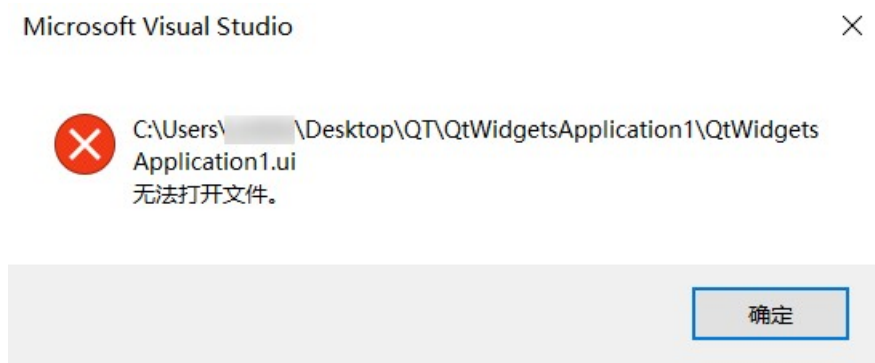 Microsoft Visual Studio
C:\Users\ \Desktop\QT\QtWidgetsApplication1\QtWidgets
Application1.ui
无法打开文件。
确定